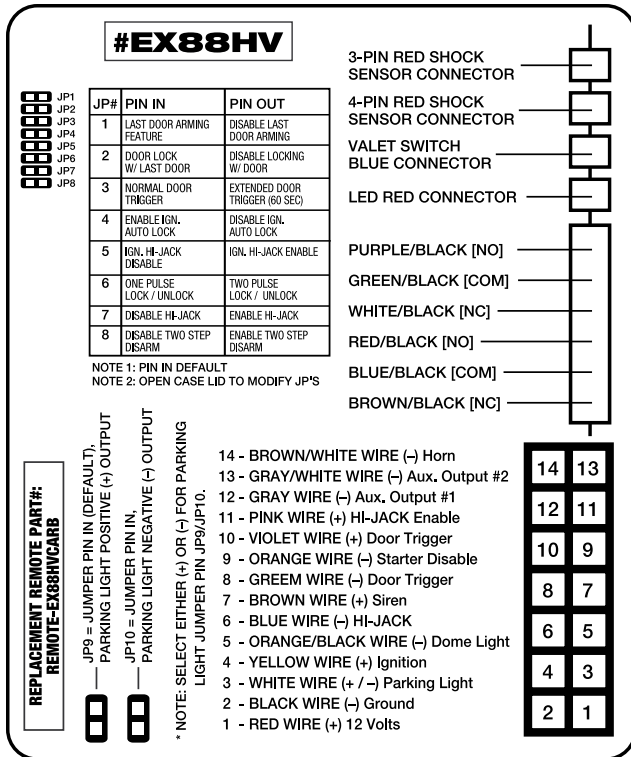 #EX88HV
JP1
JP2
JP3
JP4
JP5
JP6
JP7
JP8
JP# PIN IN PIN OUT
1 LAST DOOR ARMING FEATURE DISABLE LAST DOOR ARMING
2 DOOR LOCK W/ LAST DOOR DISABLE LOCKING W/ DOOR
3 NORMAL DOOR TRIGGER EXTENDED DOOR TRIGGER (60 SEC)
4 ENABLE IGN. AUTO LOCK DISABLE IGN. AUTO LOCK
5 IGN. HI-JACK DISABLE IGN. HI-JACK ENABLE
6 ONE PULSE LOCK / UNLOCK TWO PULSE LOCK / UNLOCK
7 DISABLE HI-JACK ENABLE HI-JACK
8 DISABLE TWO STEP DISARM ENABLE TWO STEP DISARM
NOTE 1: PIN IN DEFAULT
NOTE 2: OPEN CASE LID TO MODIFY JP'S
3-PIN RED SHOCK
SENSOR CONNECTOR
4-PIN RED SHOCK
SENSOR CONNECTOR
VALET SWITCH
BLUE CONNECTOR
LED RED CONNECTOR
PURPLE/BLACK [NO]
GREEN/BLACK [COM]
WHITE/BLACK [NC]
RED/BLACK [NO]
BLUE/BLACK [COM]
BROWN/BLACK [NC]
REPLACEMENT REMOTE PART#:
REMOTE-EX88HVCARB
JP9 = JUMPER PIN IN (DEFAULT),
PARKING LIGHT POSITIVE (+) OUTPUT
JP10 = JUMPER PIN IN,
PARKING LIGHT NEGATIVE (–) OUTPUT
* NOTE: SELECT EITHER (+) OR (–) FOR PARKING
LIGHT JUMPER PIN JP9/JP10.
14 - BROWN/WHITE WIRE (–) Horn
13 - GRAY/WHITE WIRE (–) Aux. Output #2
12 - GRAY WIRE (–) Aux. Output #1
11 - PINK WIRE (+) HI-JACK Enable
10 - VIOLET WIRE (+) Door Trigger
9 - ORANGE WIRE (–) Starter Disable
8 - GREEM WIRE (–) Door Trigger
7 - BROWN WIRE (+) Siren
6 - BLUE WIRE (–) HI-JACK
5 - ORANGE/BLACK WIRE (–) Dome Light
4 - YELLOW WIRE (+) Ignition
3 - WHITE WIRE (+ / –) Parking Light
2 - BLACK WIRE (–) Ground
1 - RED WIRE (+) 12 Volts
14 13
12 11
10 9
8 7
6 5
4 3
2 1